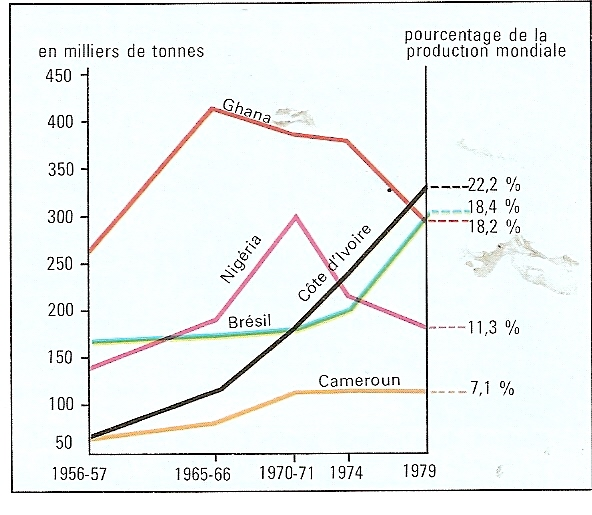 en milliers de tonnes
pourcentage de la
production mondiale
450
400
350
300
250
200
150
100
50
Ghana
Nigéria
Côte d'Ivoire
Brésil
Cameroun
22,2 %
18,4 %
18,2 %
11,3 %
7,1 %
1956-57
1965-66
1970-71
1974
1979